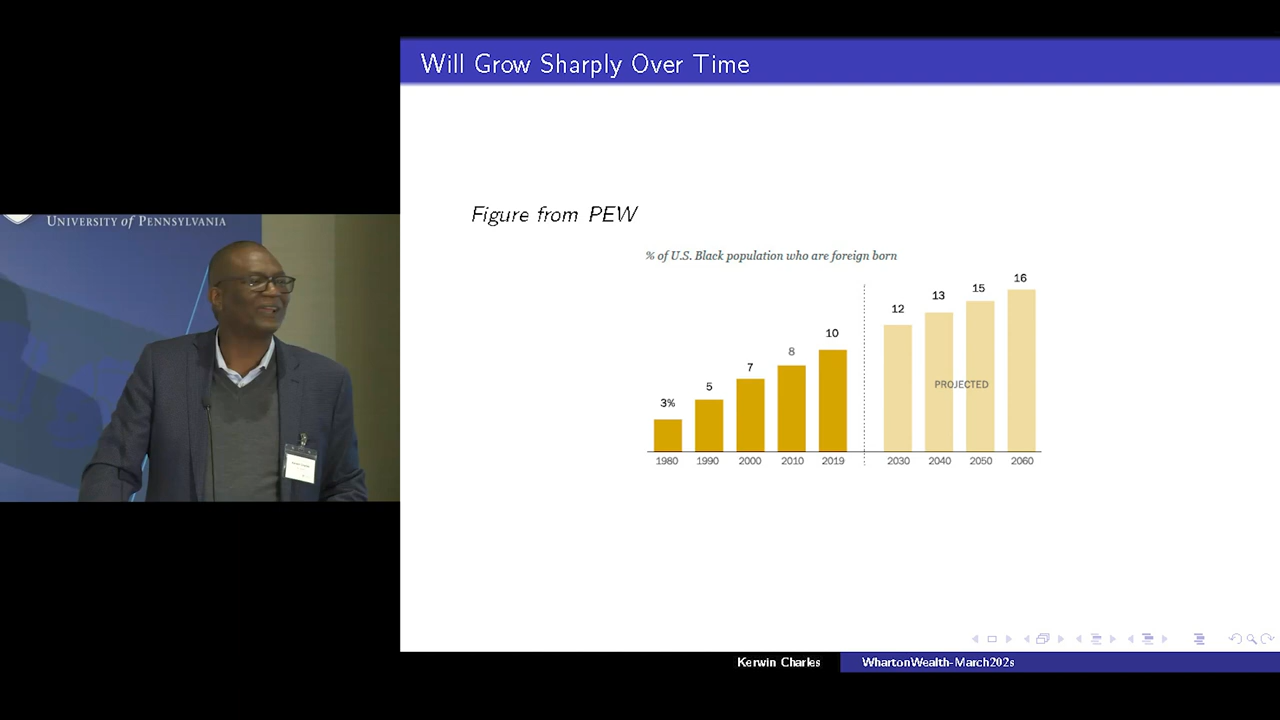 Will Grow Sharply Over Time
UNIVERSITY of PENNSYLVANIA
Figure from PEW
% of U.S. Black population who are foreign born
3% 5 7 8 10 12 13 15 16
PROJECTED
1980 1990 2000 2010 2019 2030 2040 2050 2060
Kerwin Charles WhartonWealth-March202s